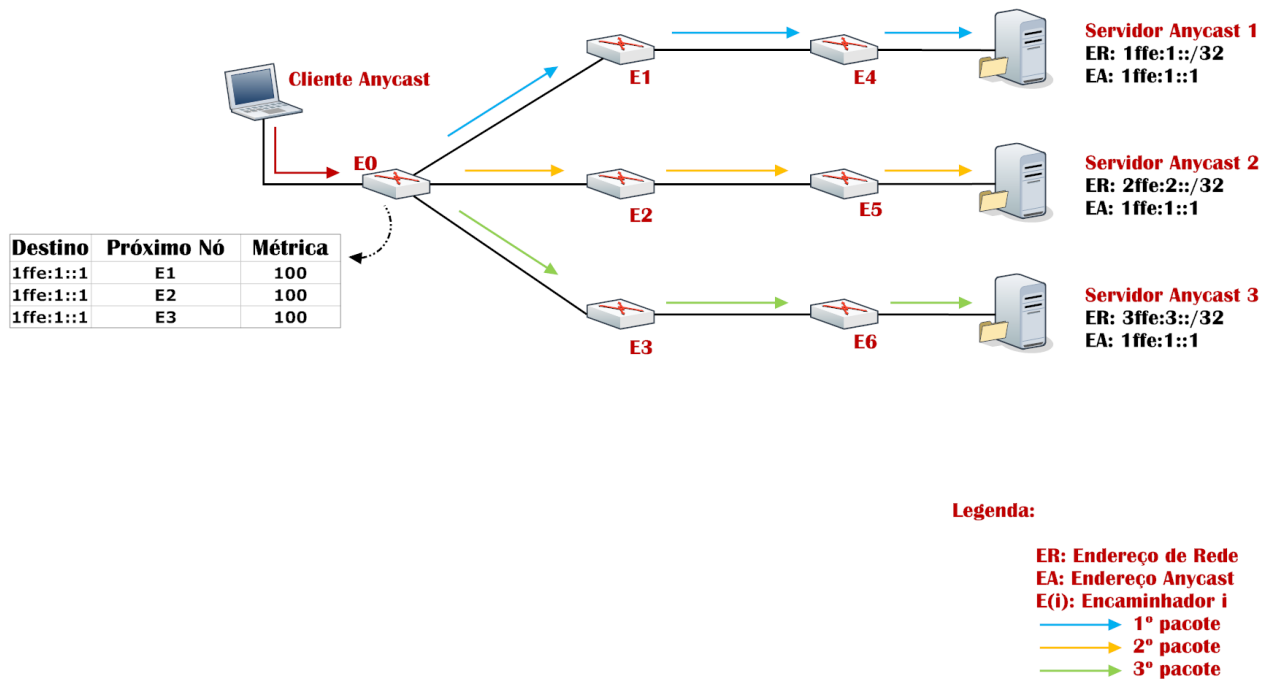 Servidor Anycast 1
ER: 1ffe:1::/32
EA: 1ffe:1::1
E1
E4
Cliente Anycast
E0
Servidor Anycast 2
ER: 2ffe:2::/32
EA: 1ffe:1::1
E2
E5
Destino Próximo Nó Métrica
1ffe:1::1 E1 100
1ffe:1::1 E2 100
1ffe:1::1 E3 100
Servidor Anycast 3
ER: 3ffe:3::/32
EA: 1ffe:1::1
E3
E6
Legenda:
ER: Endereço de Rede
EA: Endereço Anycast
E(i): Encaminhador i
1º pacote
2º pacote
3º pacote